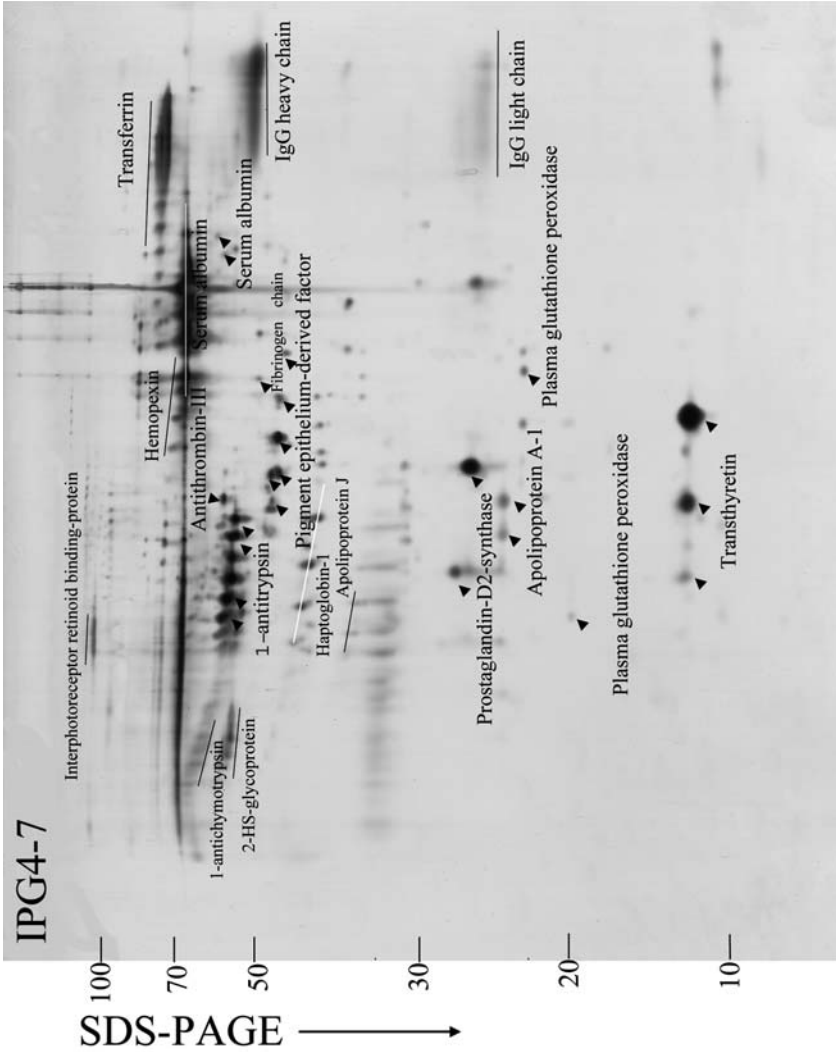 IPG4-7
SDS-PAGE
100
70
50
30
20
10
Interphotoreceptor retinoid binding-protein
Hemopexin
Antithrombin-III
Transferrin
Serum albumin
Serum albumin
IgG heavy chain
1-antichymotrypsin
2-HS-glycoprotein
1–antitrypsin
Fibrinogen chain
Pigment epithelium-derived factor
Haptoglobin-1
Apolipoprotein J
IgG light chain
Prostaglandin-D2-synthase
Apolipoprotein A-1
Plasma glutathione peroxidase
Plasma glutathione peroxidase
Transthyretin